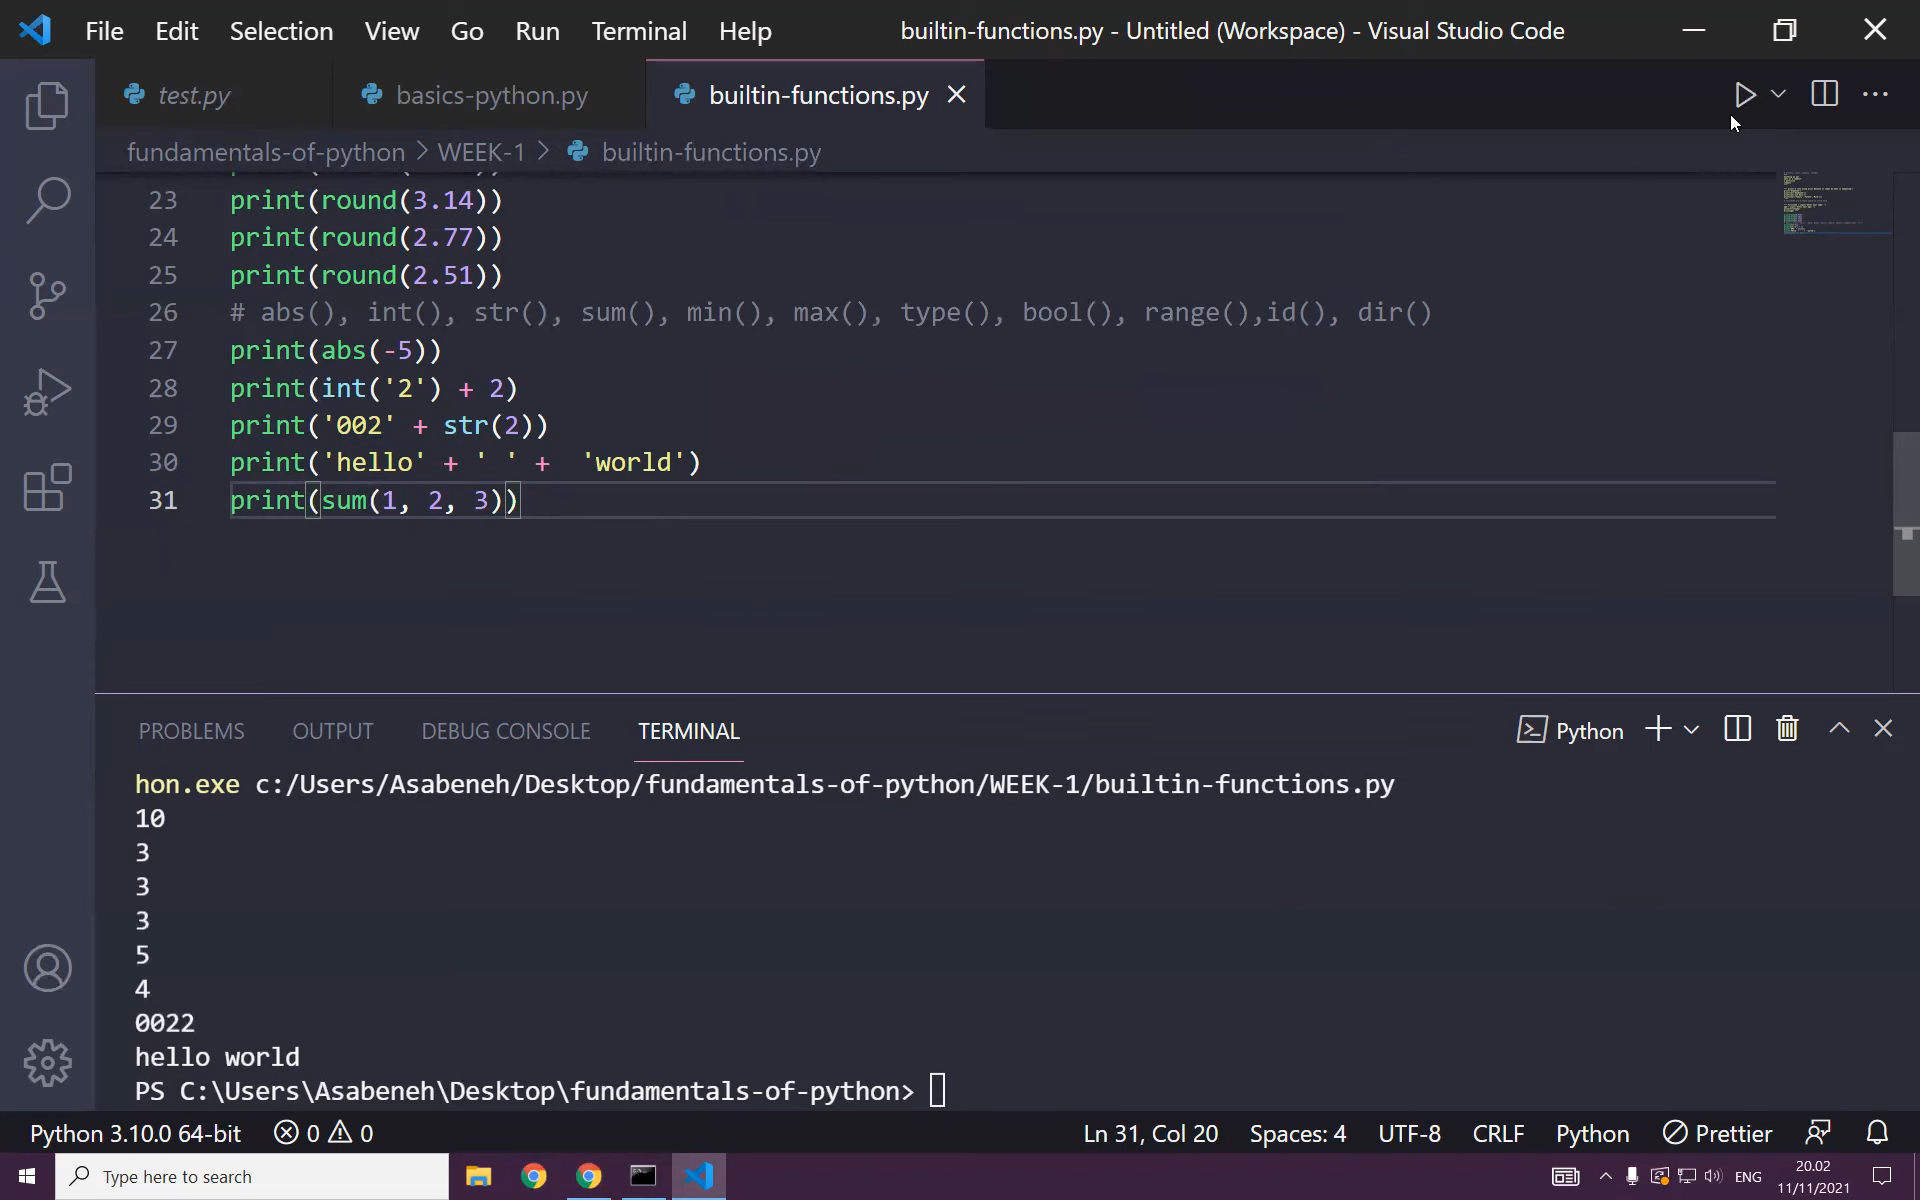 File Edit Selection View Go Run Terminal Help builtin-functions.py - Untitled (Workspace) - Visual Studio Code
test.py basics-python.py builtin-functions.py
fundamentals-of-python > WEEK-1 > builtin-functions.py
23 print(round(3.14))
24 print(round(2.77))
25 print(round(2.51))
26 # abs(), int(), str(), sum(), min(), max(), type(), bool(), range(),id(), dir()
27 print(abs(-5))
28 print(int('2') + 2)
29 print('002' + str(2))
30 print('hello' + ' ' +  'world')
31 print(sum(1, 2, 3))
PROBLEMS OUTPUT DEBUG CONSOLE TERMINAL Python
hon.exe c:/Users/Asabeneh/Desktop/fundamentals-of-python/WEEK-1/builtin-functions.py
10
3
3
3
5
4
0022
hello world
PS C:\Users\Asabeneh\Desktop\fundamentals-of-python>
Python 3.10.0 64-bit 0 0 Ln 31, Col 20 Spaces: 4 UTF-8 CRLF Python Prettier
Type here to search ENG 20.02
11/11/2021